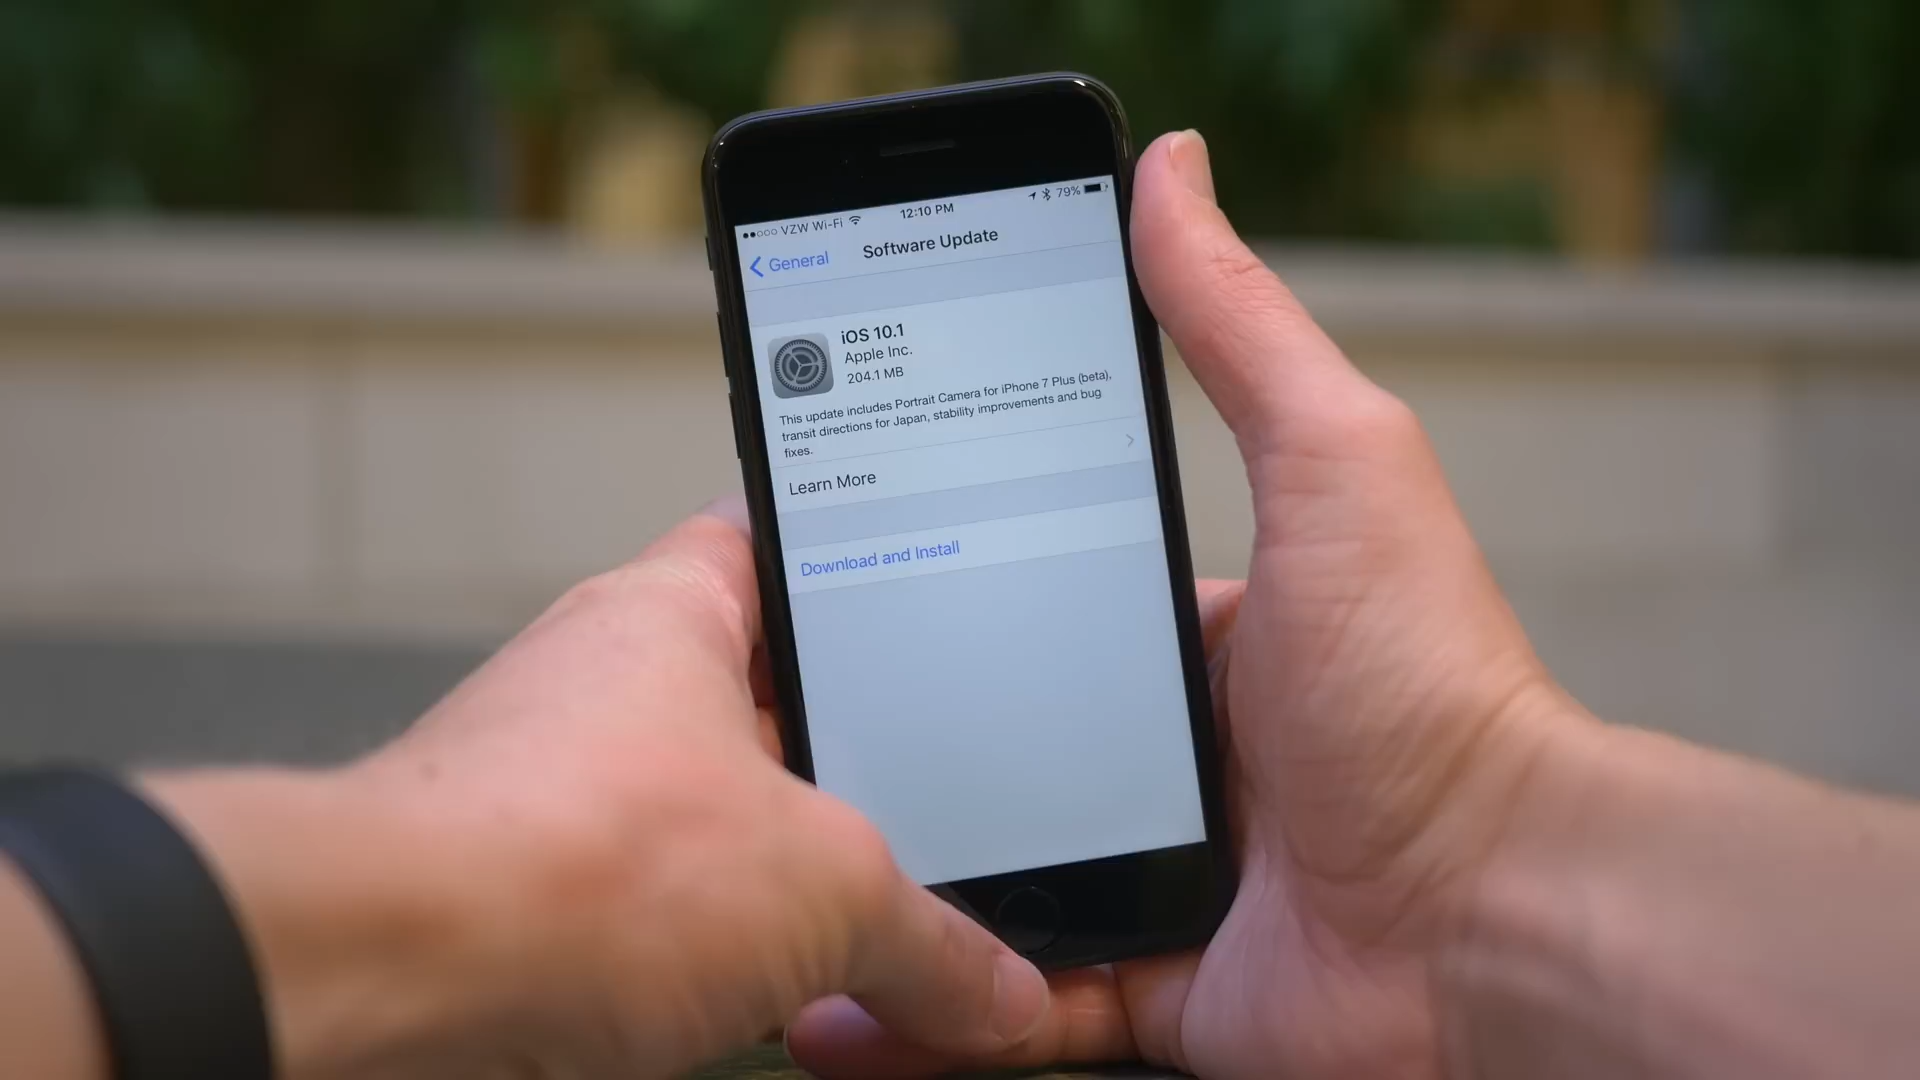 VZW Wi-Fi 12:10 PM 79%
General Software Update
iOS 10.1
Apple Inc.
204.1 MB
This update includes Portrait Camera for iPhone 7 Plus (beta),
transit directions for Japan, stability improvements and bug
fixes.
Learn More
Download and Install